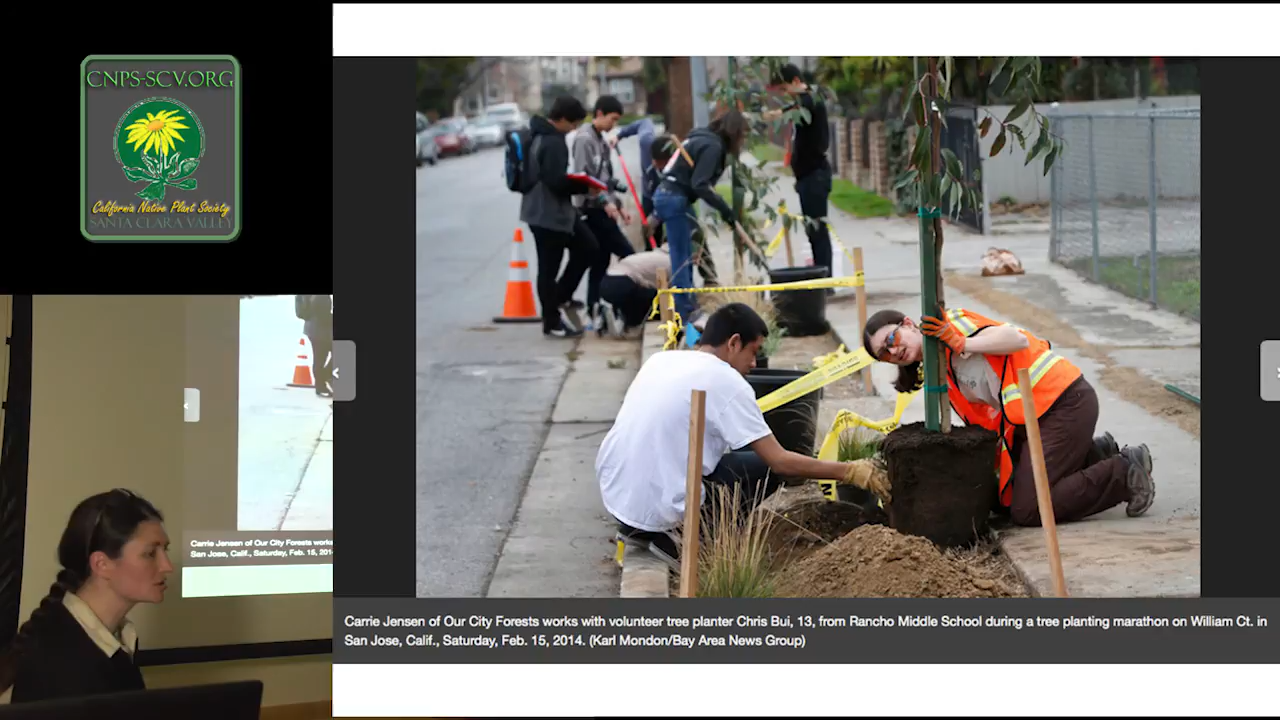 CNPS-SCV.ORG
California Native Plant Society
SANTA CLARA VALLEY
Carrie Jensen of Our City Forests works
San Jose, Calif., Saturday, Feb. 15, 201
Carrie Jensen of Our City Forests works with volunteer tree planter Chris Bui, 13, from Rancho Middle School during a tree planting marathon on William Ct. in
San Jose, Calif., Saturday, Feb. 15, 2014. (Karl Mondon/Bay Area News Group)